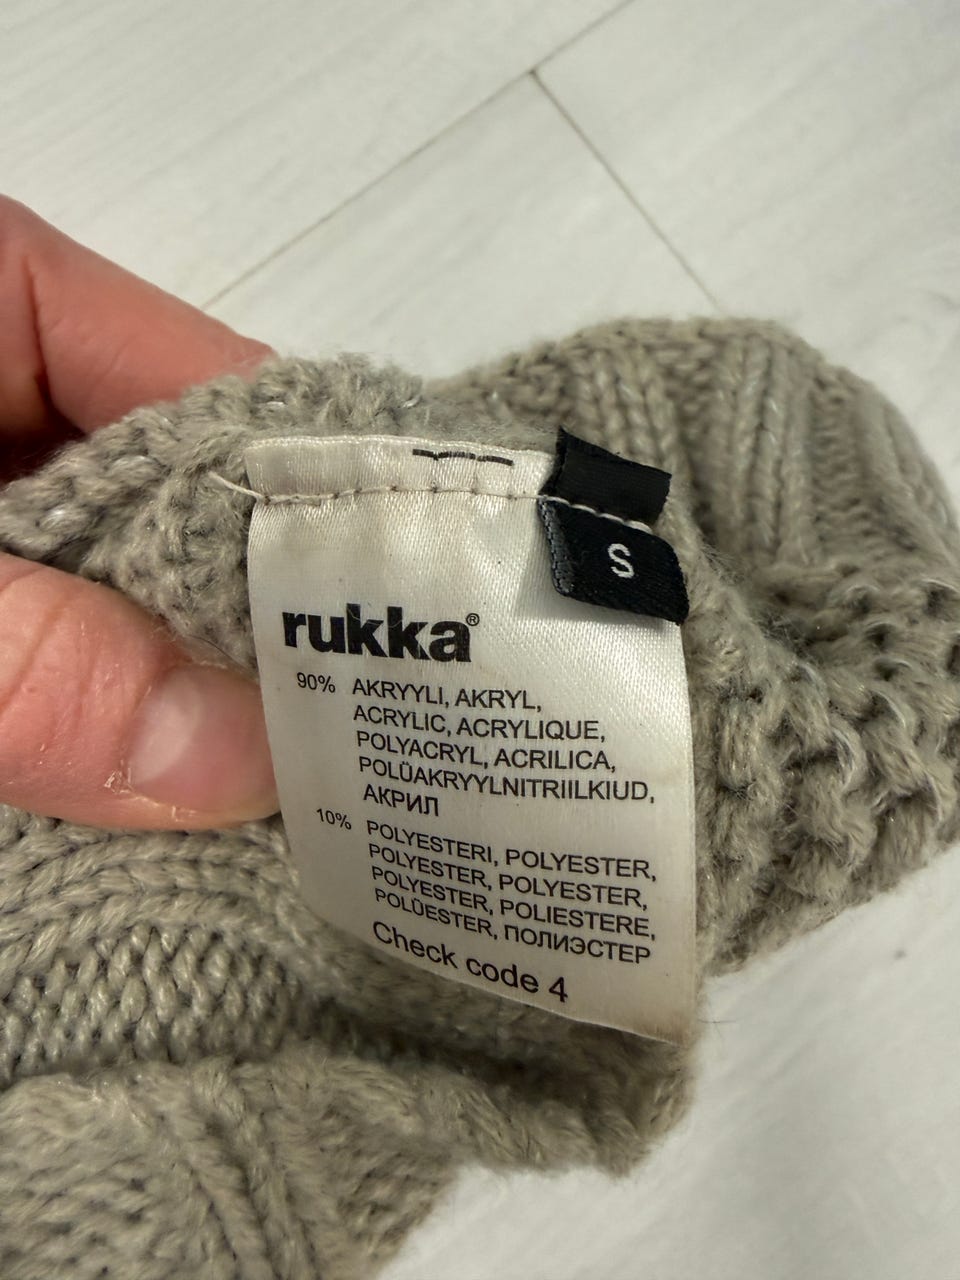 S
rukka®
90% AKRYYLI, AKRYL,
ACRYLIC, ACRYLIQUE,
POLYACRYL, ACRILICA,
POLÜAKRYYLNITRIILKIUD,
АКРИЛ
10% POLYESTERI, POLYESTER,
POLYESTER, POLYESTER,
POLYESTER, POLIESTERE,
POLÜESTER, ПОЛИЭСТЕР
Check code 4